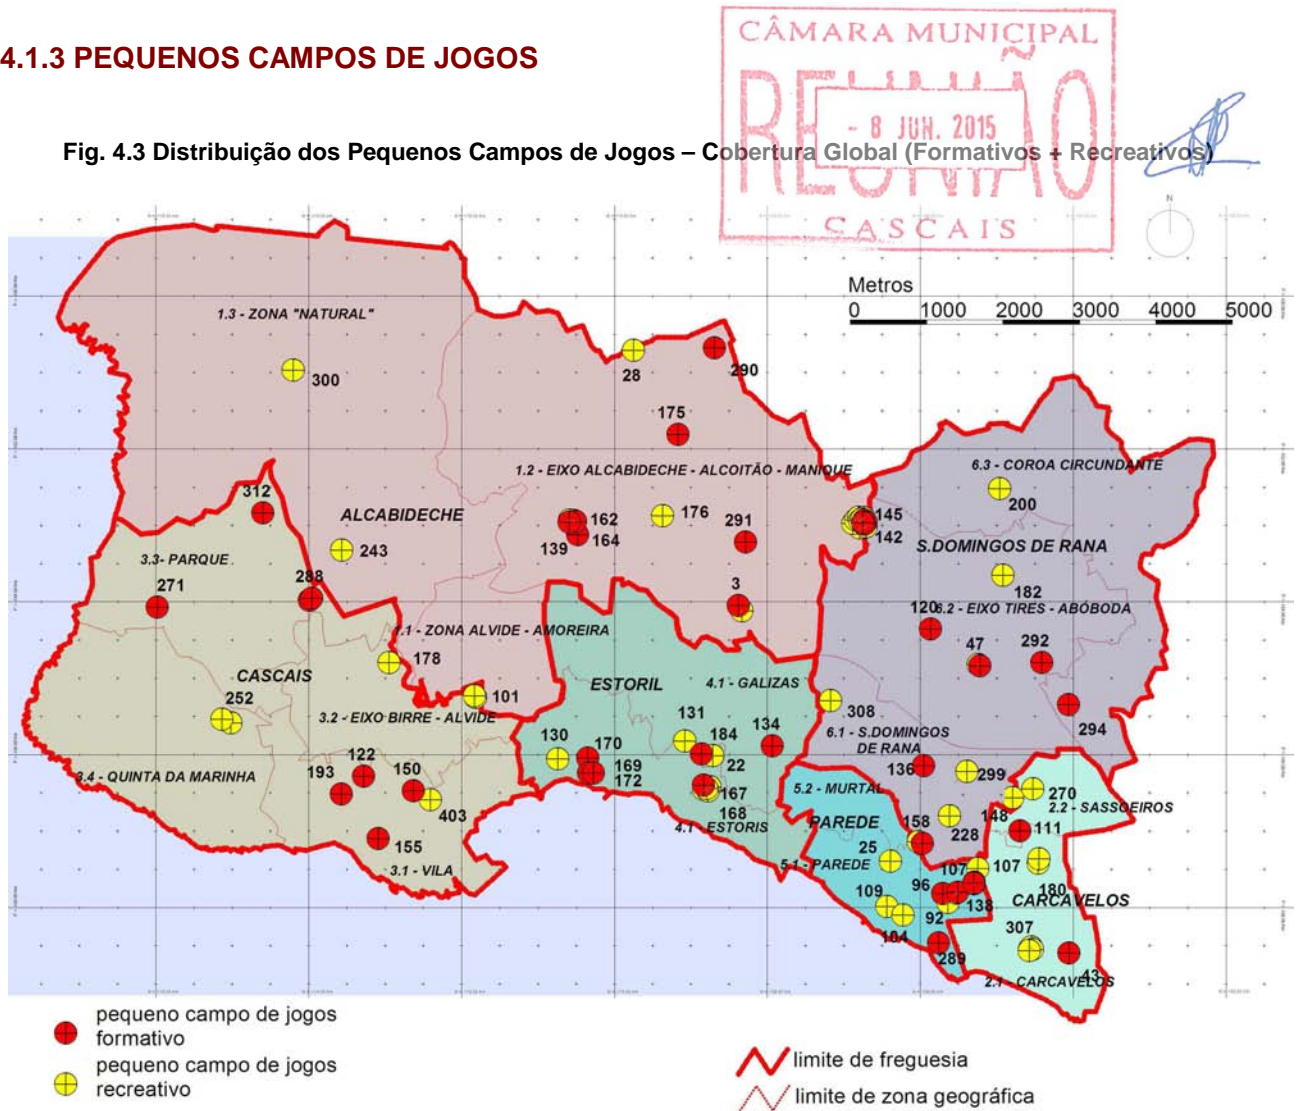 CÂMARA MUNICIPAL
REUNIÃO
- 8 JUN. 2015
CASCAIS
4.1.3 PEQUENOS CAMPOS DE JOGOS
Fig. 4.3 Distribuição dos Pequenos Campos de Jogos – Cobertura Global (Formativos + Recreativos)
N
Metros
0 1000 2000 3000 4000 5000
1.3 - ZONA "NATURAL"
300
28
290
175
1.2 - EIXO ALCABIDECHE - ALCOITÃO - MANIQUE
6.3 - COROA CIRCUNDANTE
312
200
ALCABIDECHE
162
176
291
145
139
164
142
243
S.DOMINGOS DE RANA
3.3- PARQUE
271
288
3
182
120
6.2 - EIXO TIRES - ABÓBODA
1.1 - ZONA ALVIDE - AMOREIRA
47
292
178
CASCAIS
ESTORIL
4.1 - GALIZAS
252
101
308
294
3.2 - EIXO BIRRE - ALVIDE
131
134
130
170
184
6.1 - S.DOMINGOS
DE RANA
122
169
22
136
299
3.4 - QUINTA DA MARINHA
193
150
172
5.2 - MURTAL
270
167
2.2 - SASSOEIROS
403
168
PAREDE
158
148
111
4.1 - ESTORIS
228
155
25
3.1 - VILA
5.1 - PAREDE
96
107
107
180
109
138
CARCAVELOS
92
104
307
289
43
2.1 - CARCAVELOS
pequeno campo de jogos
formativo
pequeno campo de jogos
recreativo
limite de freguesia
limite de zona geográfica